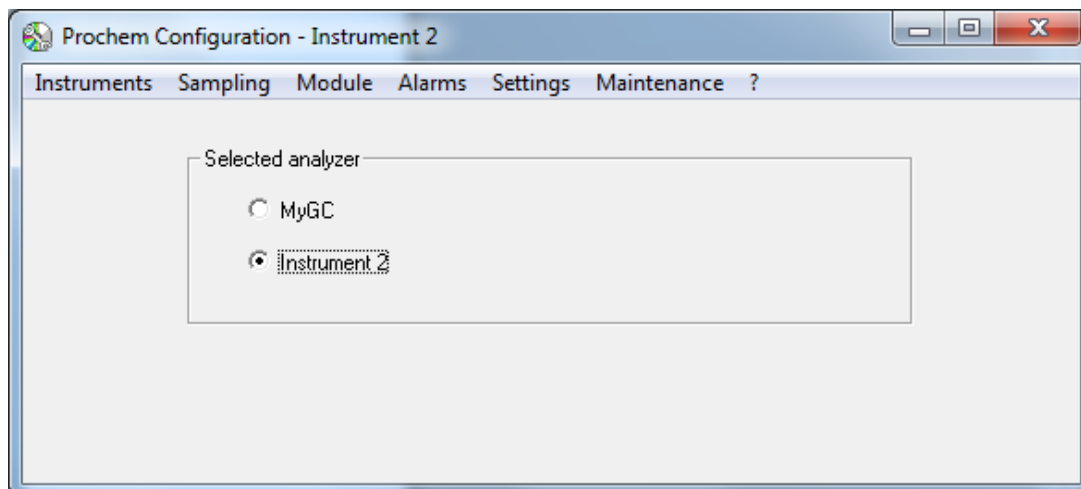 Prochem Configuration - Instrument 2
Instruments Sampling Module Alarms Settings Maintenance ?
Selected analyzer
MyGC
Instrument 2